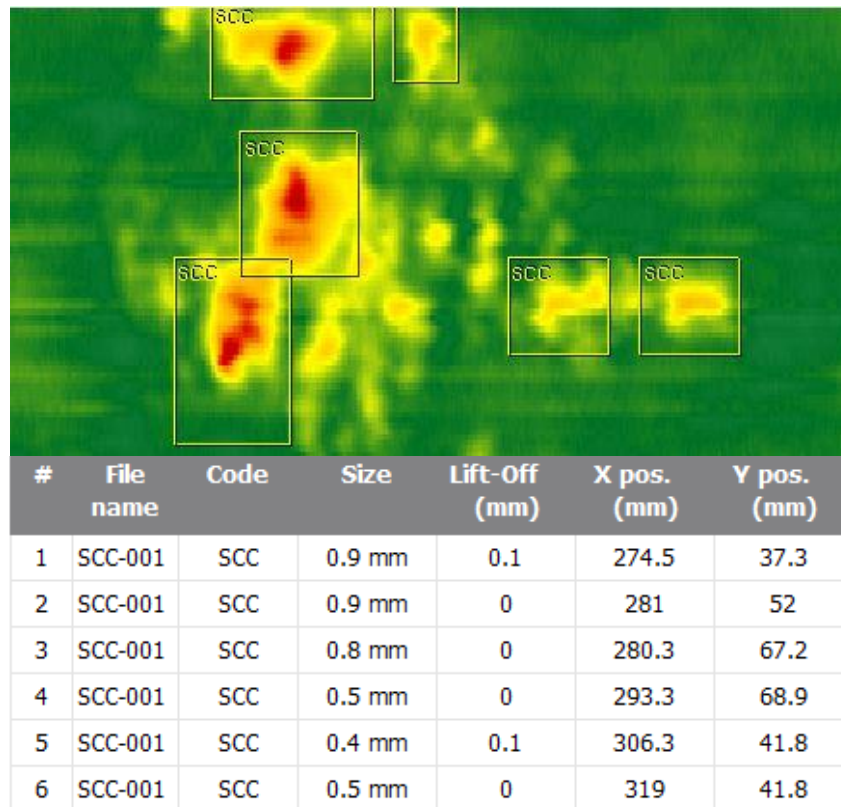 SCC
SCC
SCC
SCC
SCC
# File name Code Size Lift-Off (mm) X pos. (mm) Y pos. (mm)
1 SCC-001 SCC 0.9 mm 0.1 274.5 37.3
2 SCC-001 SCC 0.9 mm 0 281 52
3 SCC-001 SCC 0.8 mm 0 280.3 67.2
4 SCC-001 SCC 0.5 mm 0 293.3 68.9
5 SCC-001 SCC 0.4 mm 0.1 306.3 41.8
6 SCC-001 SCC 0.5 mm 0 319 41.8